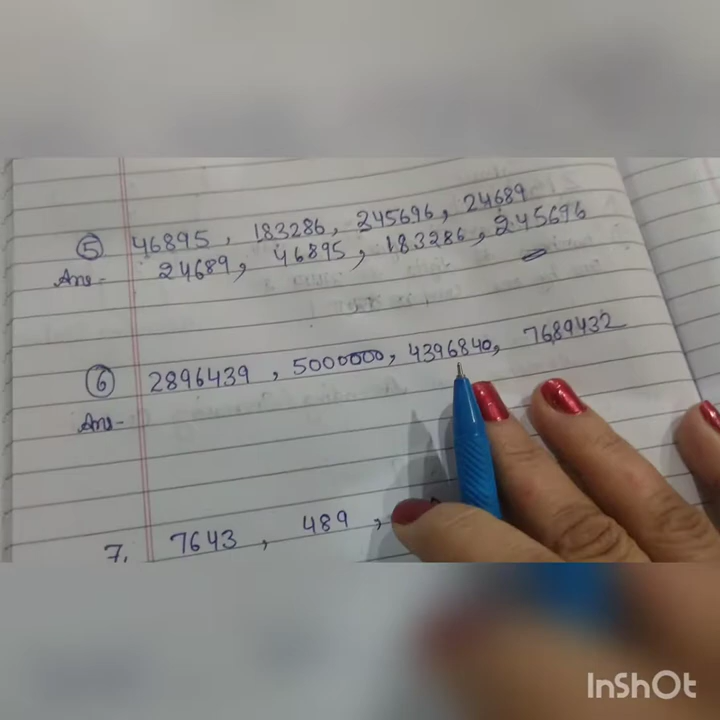 ⑤ 46895, 183286, 245696, 24689
Ans- 24689, 46895, 183286, 245696
⑥ 2896439, 5000000, 4396840, 7689432
Ans-
7. 7643, 489,
InShOt